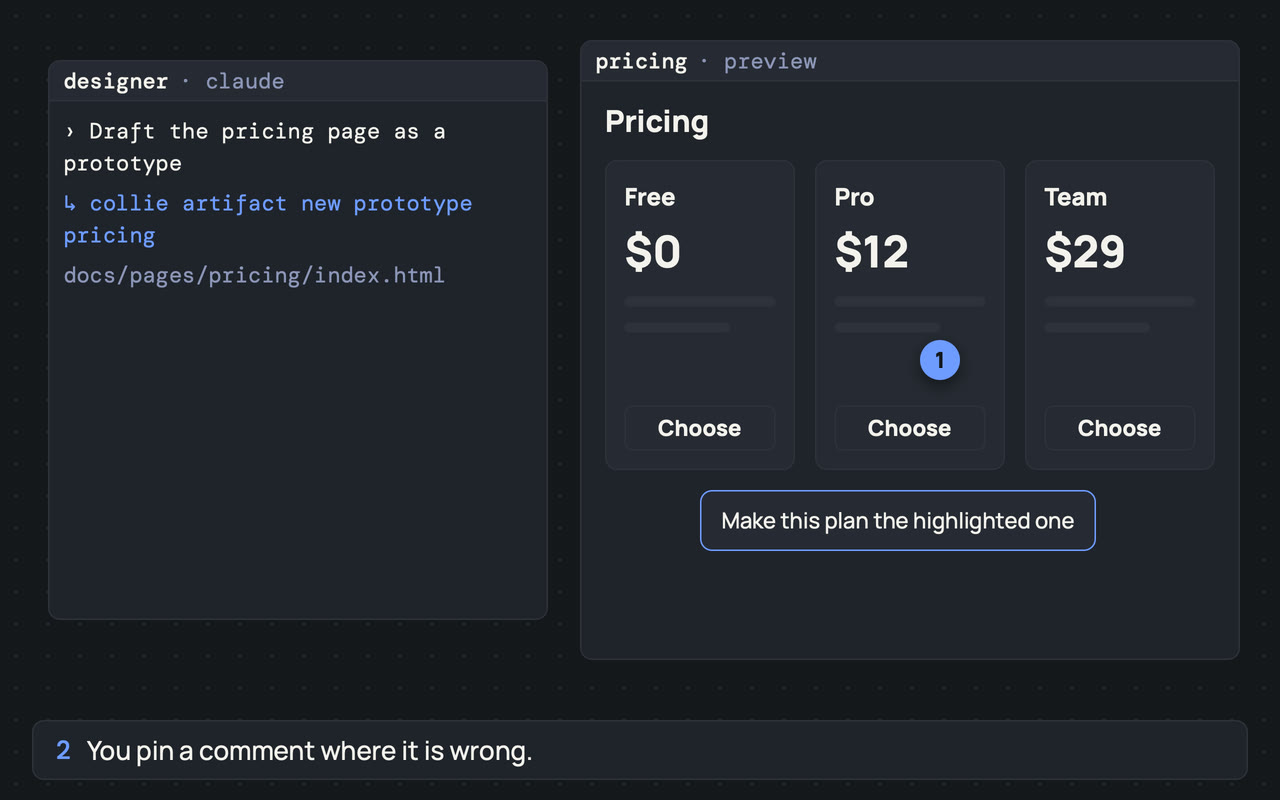 designer · claude
› Draft the pricing page as a
prototype
↳ collie artifact new prototype
pricing
docs/pages/pricing/index.html
pricing · preview
Pricing
Free
$0
Choose
Pro
$12
1
Choose
Team
$29
Choose
Make this plan the highlighted one
2 You pin a comment where it is wrong.